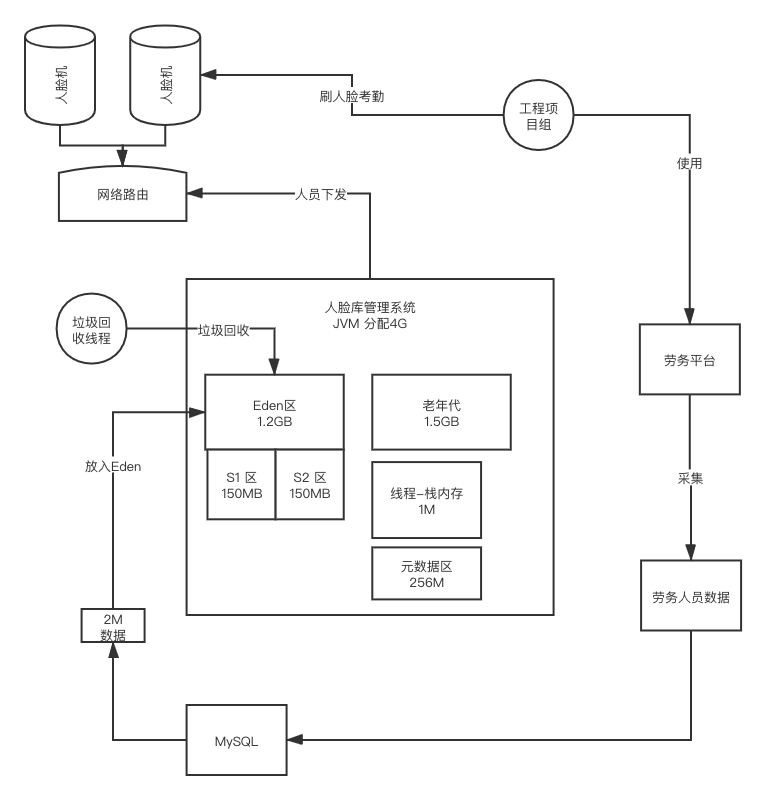 人脸机
人脸机
刷人脸考勤
工程项
目组
使用
网络路由
人员下发
人脸库管理系统
JVM 分配4G
垃圾回
收线程
垃圾回收
劳务平台
Eden区
1.2GB
老年代
1.5GB
放入Eden
S1 区
150MB
S2 区
150MB
线程-栈内存
1M
采集
元数据区
256M
劳务人员数据
2M
数据
MySQL